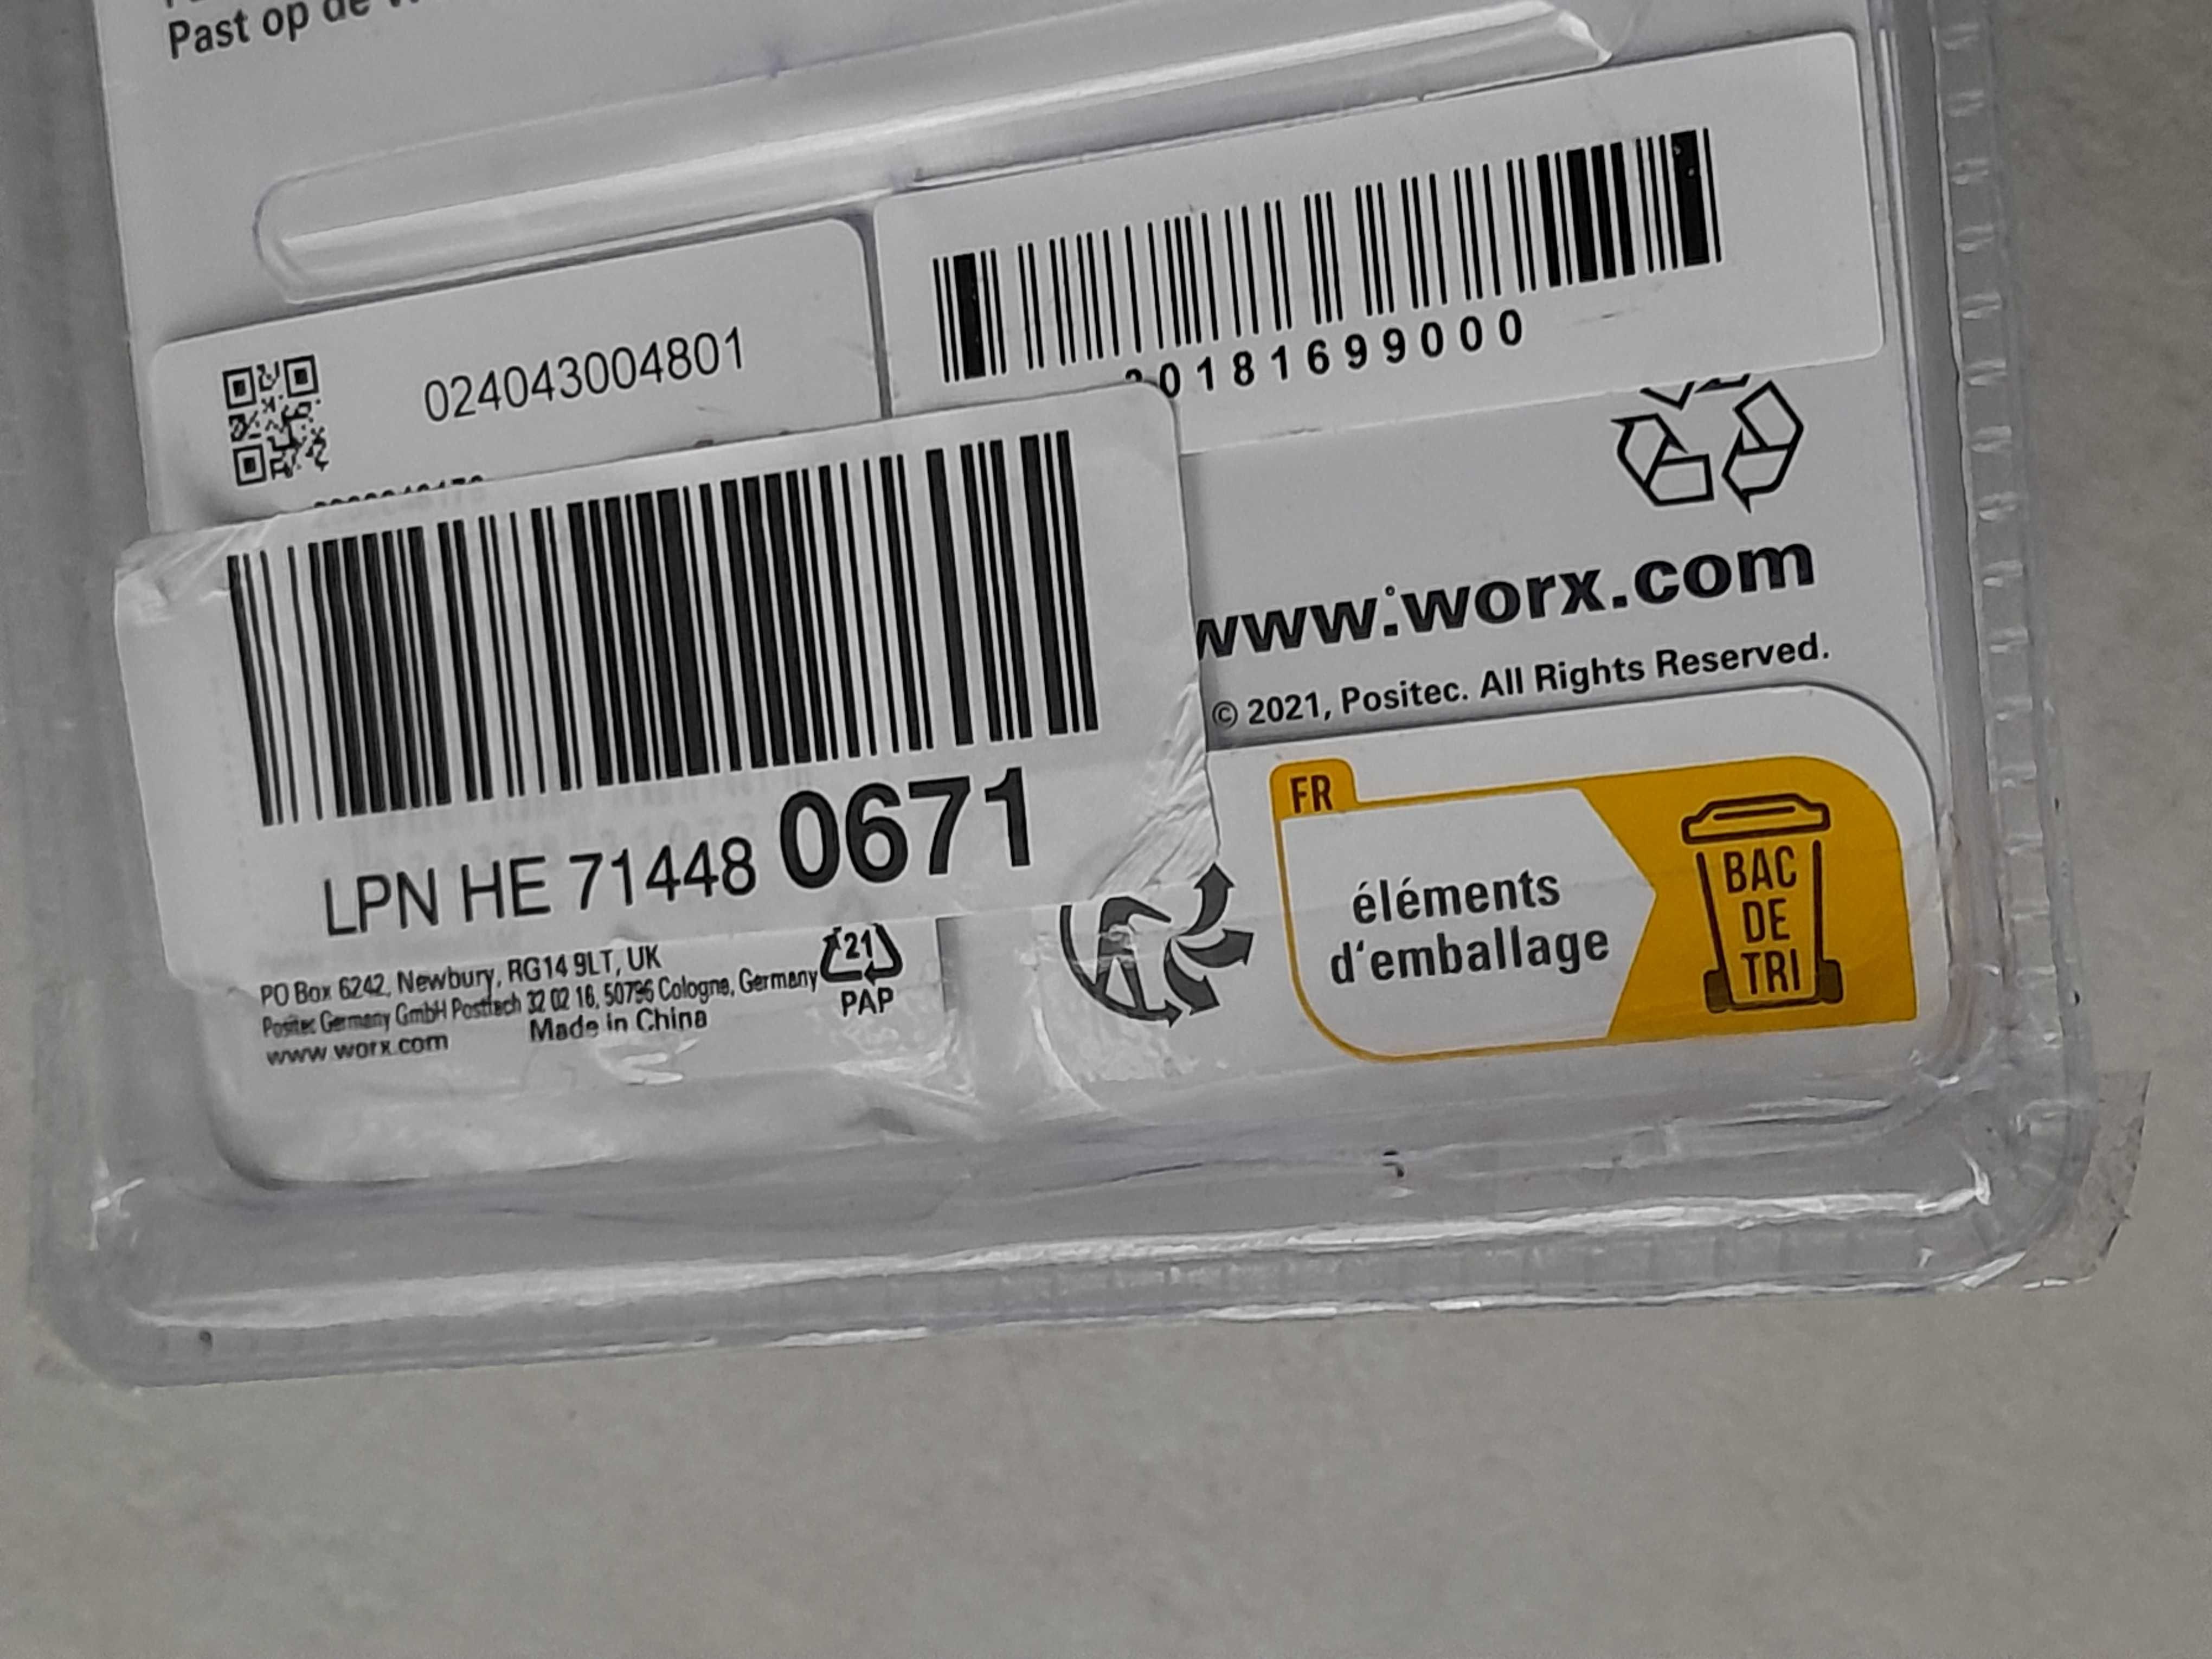 Past op de
024043004801
0181699000
www.worx.com
© 2021, Positec. All Rights Reserved.
LPN HE 71448 0671
FR
éléments
d'emballage
BAC
DE
TRI
PO Box 6242, Newbury, RG14 9LT, UK
Positec Germany GmbH Postfach 32 02 16, 50796 Cologne, Germany
Made in China
www.worx.com
21
PAP